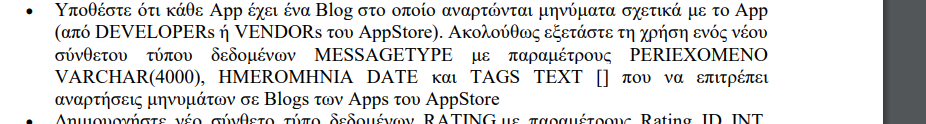 • Υποθέστε ότι κάθε App έχει ένα Blog στο οποίο αναρτώνται μηνύματα σχετικά με το App
(από DEVELOPERs ή VENDORs του AppStore). Ακολούθως εξετάστε τη χρήση ενός νέου
σύνθετου τύπου δεδομένων MESSAGETYPE με παραμέτρους PERIEXOMENO
VARCHAR(4000), HMEROMHNIA DATE και TAGS TEXT [] που να επιτρέπει
αναρτήσεις μηνυμάτων σε Blogs των Apps του AppStore
• Δημιουργήστε νέο σύνθετο τύπο δεδομένων RATING με παραμέτρους Rating_ID INT,